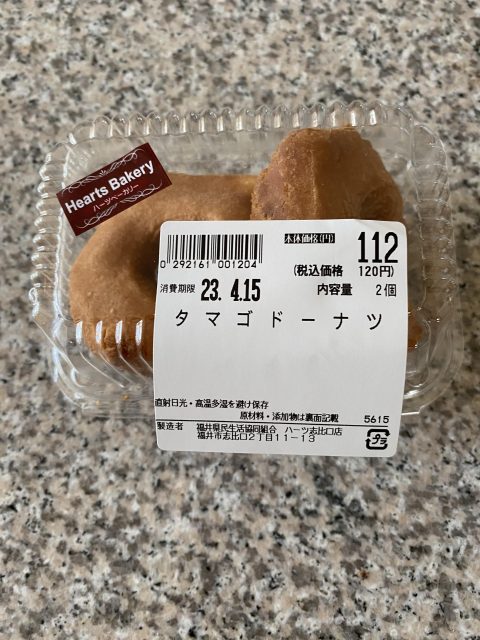 Hearts Bakery
ハーツベーカリー
本体価格(円) 112
(税込価格 120円)
0 292161 001204
消費期限 23. 4.15 内容量 2個
タマゴドーナツ
直射日光・高温多湿を避け保存
原材料・添加物は裏面記載 5615
製造者 福井県民生活協同組合 ハーツ志比口店
福井市志比口2丁目11-13
プラ